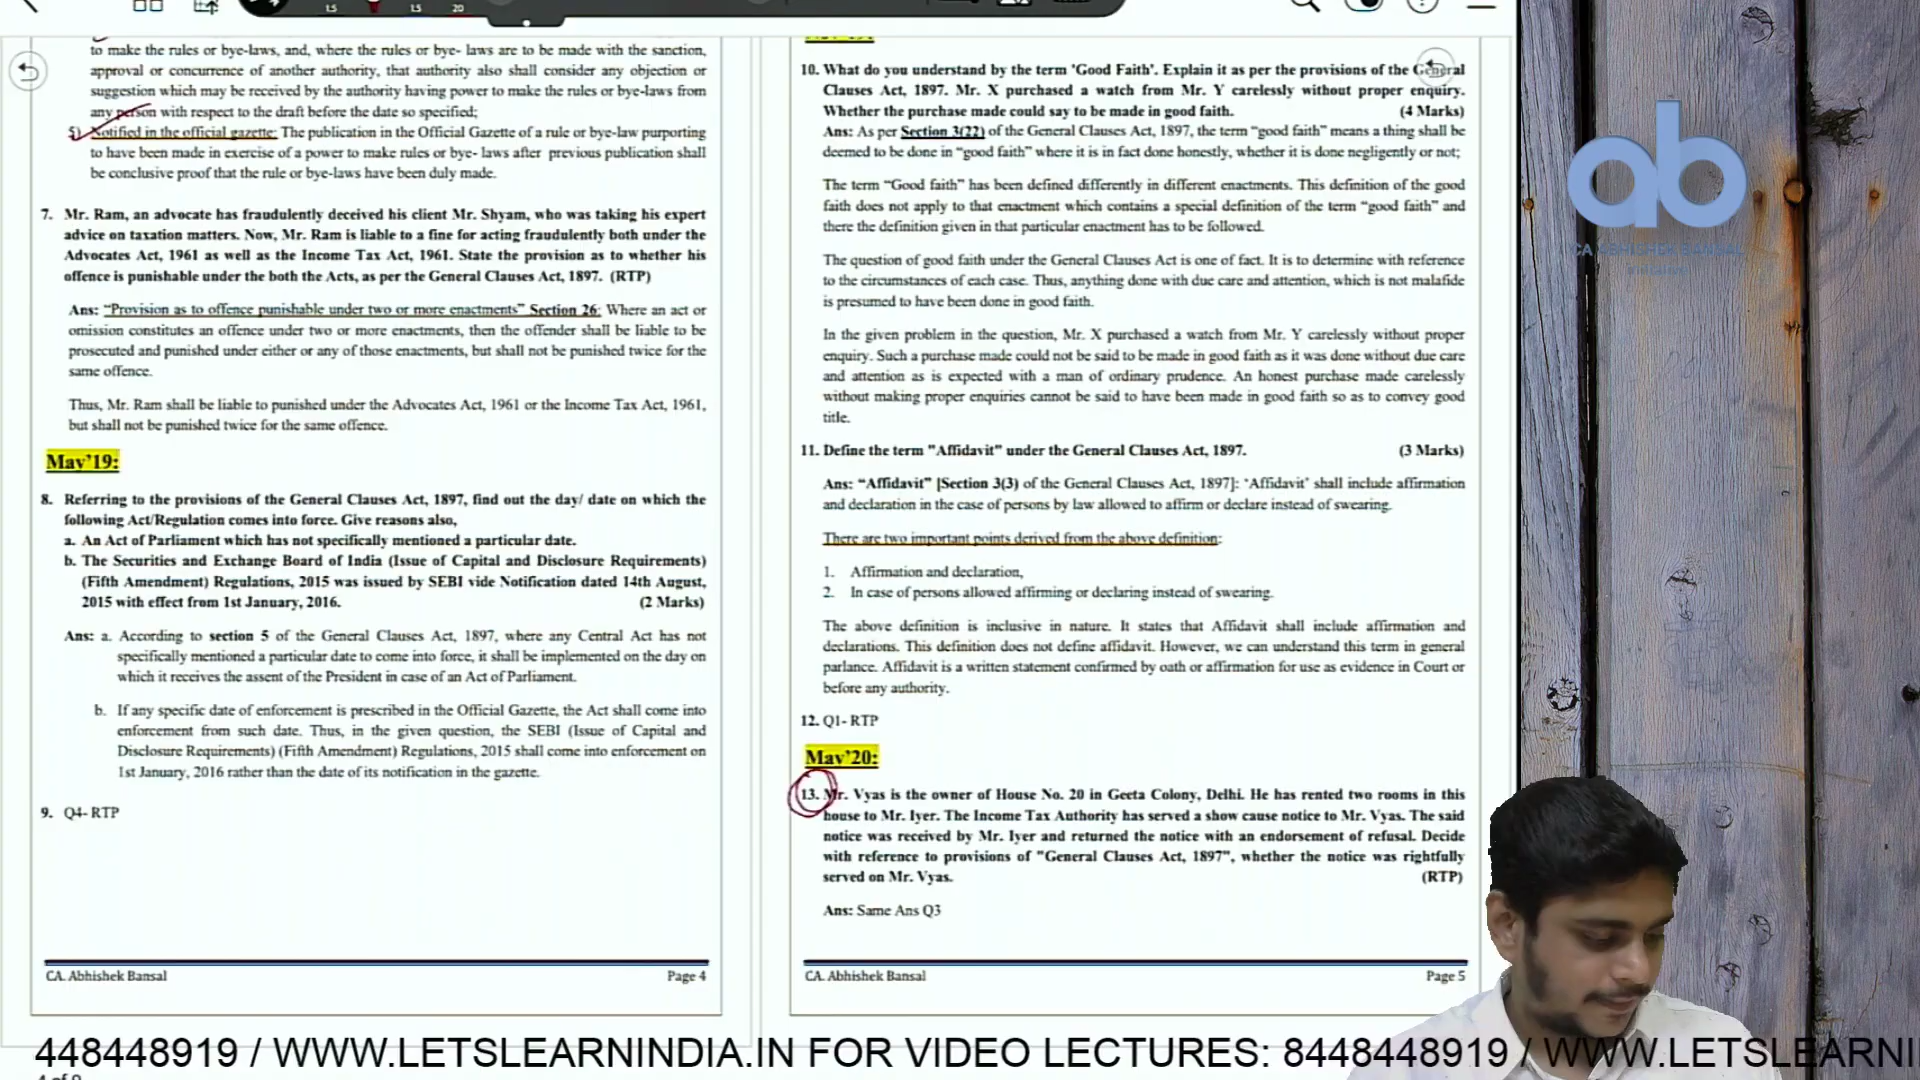 1.5 1.5 20
to make the rules or bye-laws, and, where the rules or bye- laws are to be made with the sanction,
approval or concurrence of another authority, that authority also shall consider any objection or
suggestion which may be received by the authority having power to make the rules or bye-laws from
any person with respect to the draft before the date so specified;
5) Notified in the official gazette: The publication in the Official Gazette of a rule or bye-law purporting
to have been made in exercise of a power to make rules or bye- laws after previous publication shall
be conclusive proof that the rule or bye-laws have been duly made.
7. Mr. Ram, an advocate has fraudulently deceived his client Mr. Shyam, who was taking his expert
advice on taxation matters. Now, Mr. Ram is liable to a fine for acting fraudulently both under the
Advocates Act, 1961 as well as the Income Tax Act, 1961. State the provision as to whether his
offence is punishable under the both the Acts, as per the General Clauses Act, 1897. (RTP)
Ans: “Provision as to offence punishable under two or more enactments” Section 26: Where an act or
omission constitutes an offence under two or more enactments, then the offender shall be liable to be
prosecuted and punished under either or any of those enactments, but shall not be punished twice for the
same offence.
Thus, Mr. Ram shall be liable to punished under the Advocates Act, 1961 or the Income Tax Act, 1961,
but shall not be punished twice for the same offence.
May’19:
8. Referring to the provisions of the General Clauses Act, 1897, find out the day/ date on which the
following Act/Regulation comes into force. Give reasons also,
a. An Act of Parliament which has not specifically mentioned a particular date.
b. The Securities and Exchange Board of India (Issue of Capital and Disclosure Requirements)
(Fifth Amendment) Regulations, 2015 was issued by SEBI vide Notification dated 14th August,
2015 with effect from 1st January, 2016. (2 Marks)
Ans: a. According to section 5 of the General Clauses Act, 1897, where any Central Act has not
specifically mentioned a particular date to come into force, it shall be implemented on the day on
which it receives the assent of the President in case of an Act of Parliament.
b. If any specific date of enforcement is prescribed in the Official Gazette, the Act shall come into
enforcement from such date. Thus, in the given question, the SEBI (Issue of Capital and
Disclosure Requirements) (Fifth Amendment) Regulations, 2015 shall come into enforcement on
1st January, 2016 rather than the date of its notification in the gazette.
9. Q4- RTP
CA. Abhishek Bansal Page 4
10. What do you understand by the term 'Good Faith'. Explain it as per the provisions of the General
Clauses Act, 1897. Mr. X purchased a watch from Mr. Y carelessly without proper enquiry.
Whether the purchase made could say to be made in good faith. (4 Marks)
Ans: As per Section 3(22) of the General Clauses Act, 1897, the term “good faith” means a thing shall be
deemed to be done in “good faith” where it is in fact done honestly, whether it is done negligently or not;
The term “Good faith” has been defined differently in different enactments. This definition of the good
faith does not apply to that enactment which contains a special definition of the term “good faith” and
there the definition given in that particular enactment has to be followed.
The question of good faith under the General Clauses Act is one of fact. It is to determine with reference
to the circumstances of each case. Thus, anything done with due care and attention, which is not malafide
is presumed to have been done in good faith.
In the given problem in the question, Mr. X purchased a watch from Mr. Y carelessly without proper
enquiry. Such a purchase made could not be said to be made in good faith as it was done without due care
and attention as is expected with a man of ordinary prudence. An honest purchase made carelessly
without making proper enquiries cannot be said to have been made in good faith so as to convey good
title.
11. Define the term "Affidavit" under the General Clauses Act, 1897. (3 Marks)
Ans: “Affidavit” [Section 3(3) of the General Clauses Act, 1897]: ‘Affidavit’ shall include affirmation
and declaration in the case of persons by law allowed to affirm or declare instead of swearing.
There are two important points derived from the above definition:
1. Affirmation and declaration,
2. In case of persons allowed affirming or declaring instead of swearing.
The above definition is inclusive in nature. It states that Affidavit shall include affirmation and
declarations. This definition does not define affidavit. However, we can understand this term in general
parlance. Affidavit is a written statement confirmed by oath or affirmation for use as evidence in Court or
before any authority.
12. Q1- RTP
May’20:
13. Mr. Vyas is the owner of House No. 20 in Geeta Colony, Delhi. He has rented two rooms in this
house to Mr. Iyer. The Income Tax Authority has served a show cause notice to Mr. Vyas. The said
notice was received by Mr. Iyer and returned the notice with an endorsement of refusal. Decide
with reference to provisions of "General Clauses Act, 1897", whether the notice was rightfully
served on Mr. Vyas. (RTP)
Ans: Same Ans Q3
CA. Abhishek Bansal Page 5
ab
CA ABHISHEK BANSAL
448448919 / WWW.LETSLEARNINDIA.IN FOR VIDEO LECTURES: 8448448919 / WWW.LETSLEARNI